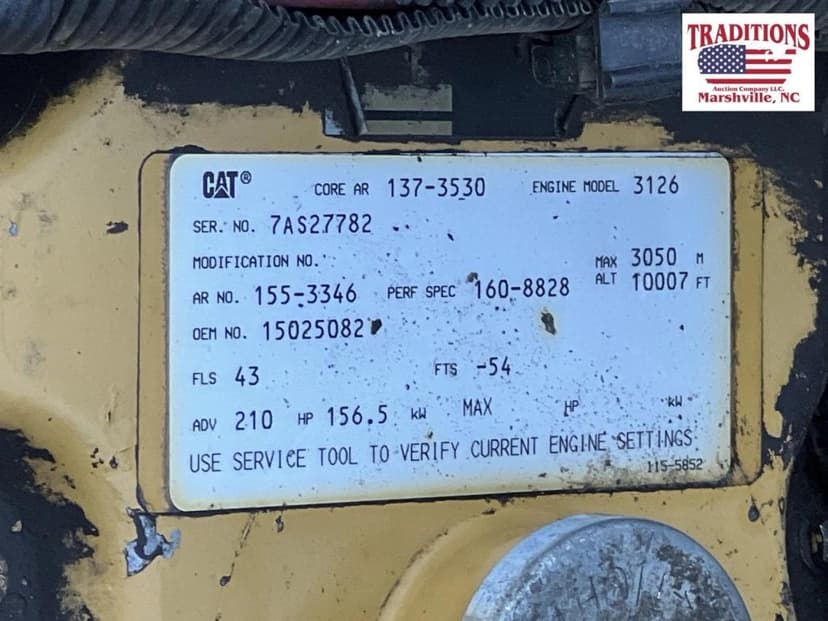 TRADITIONS
Auction Company LLC.
Marshville, NC
CAT® CORE AR 137-3530 ENGINE MODEL 3126
SER. NO. 7AS27782
MODIFICATION NO.
MAX 3050 M
AR NO. 155-3346 PERF SPEC 160-8828 ALT 10007 FT
OEM NO. 15025082
FLS 43 FTS -54
ADV 210 HP 156.5 kW MAX HP kW
USE SERVICE TOOL TO VERIFY CURRENT ENGINE SETTINGS
115-5852